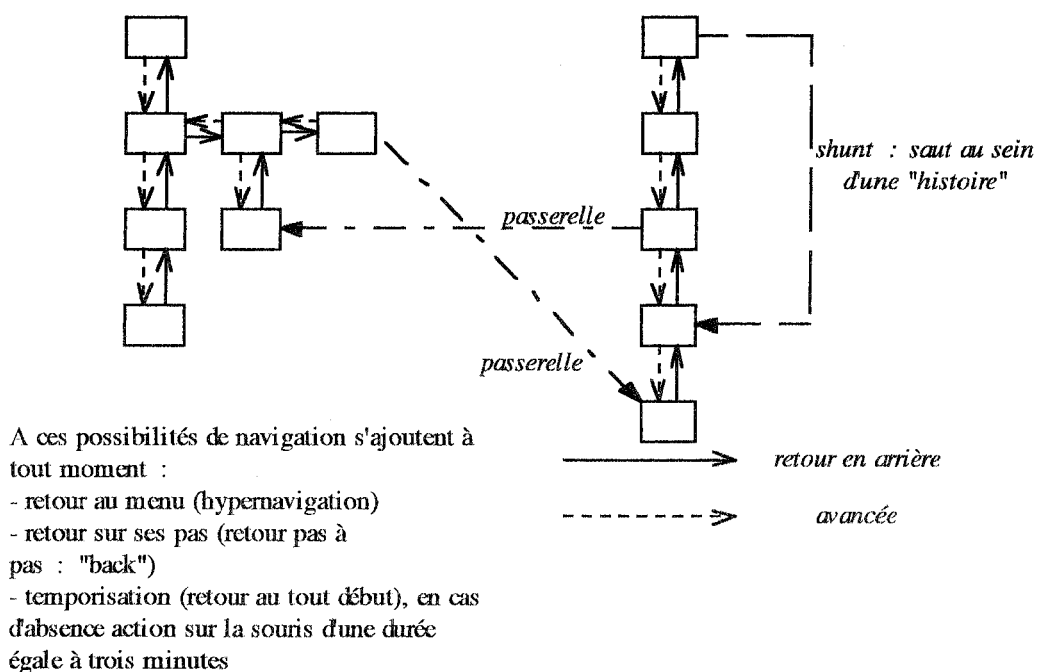 shunt : saut au sein
d'une "histoire"
passerelle
passerelle
A ces possibilités de navigation s'ajoutent à
tout moment :
- retour au menu (hypernavigation)
- retour sur ses pas (retour pas à
pas : "back")
- temporisation (retour au tout début), en cas
d'absence action sur la souris d'une durée
égale à trois minutes
retour en arrière
avancée